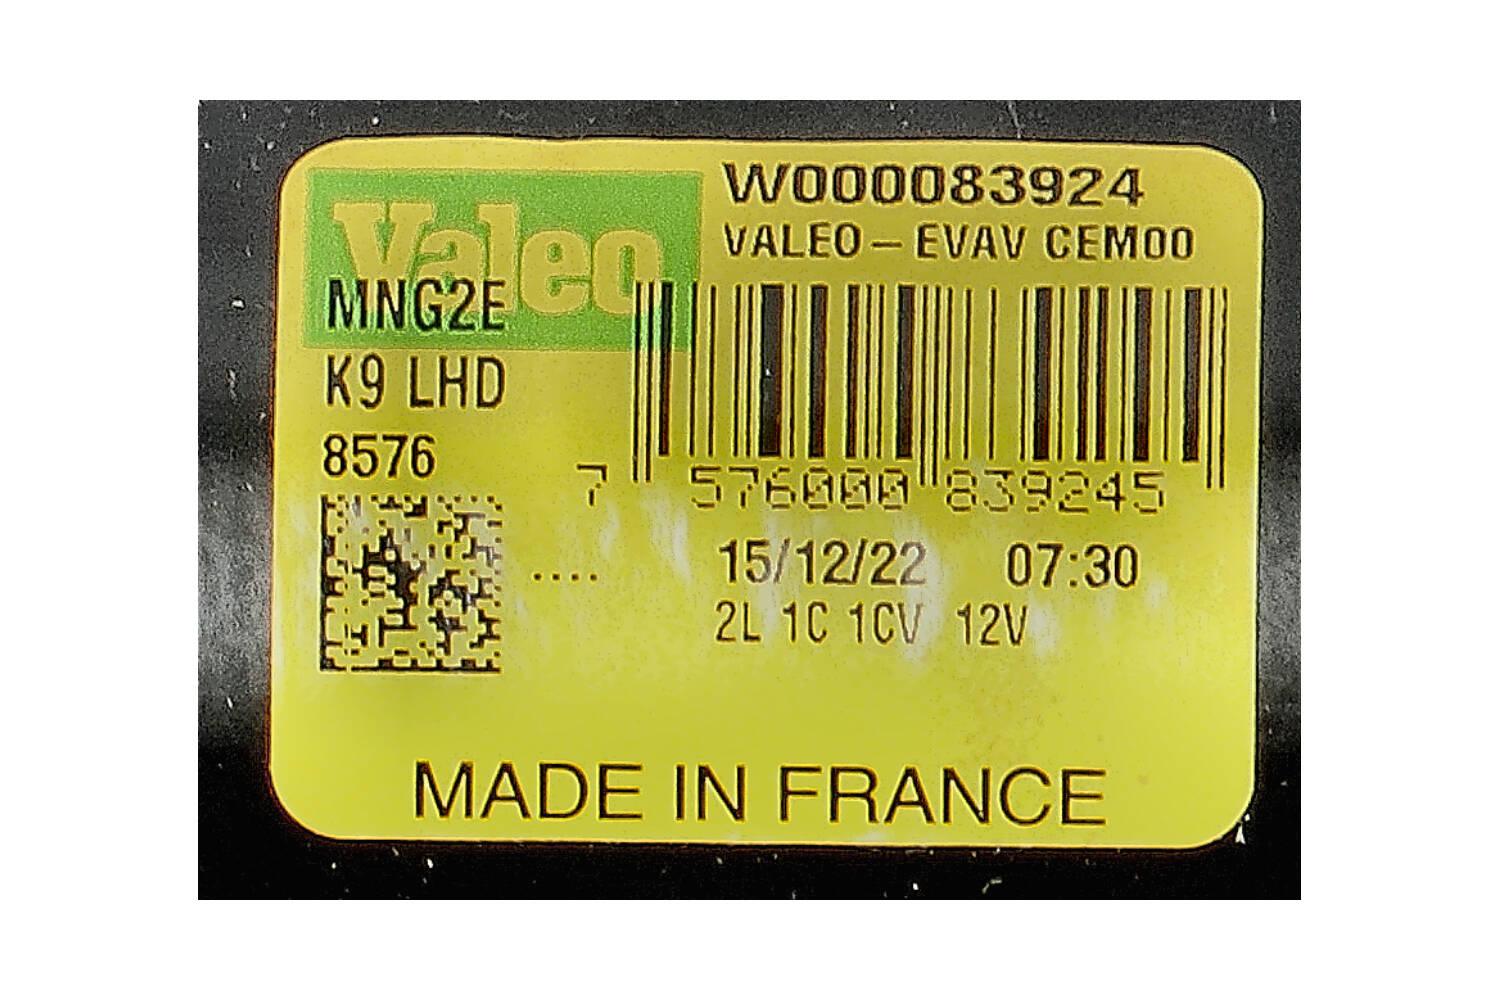 Valeo
W000083924
VALEO - EVAV CEM00
MNG2E
K9 LHD
8576
7 576000 839245
15/12/22 07:30
2L 1C 1CV 12V
MADE IN FRANCE